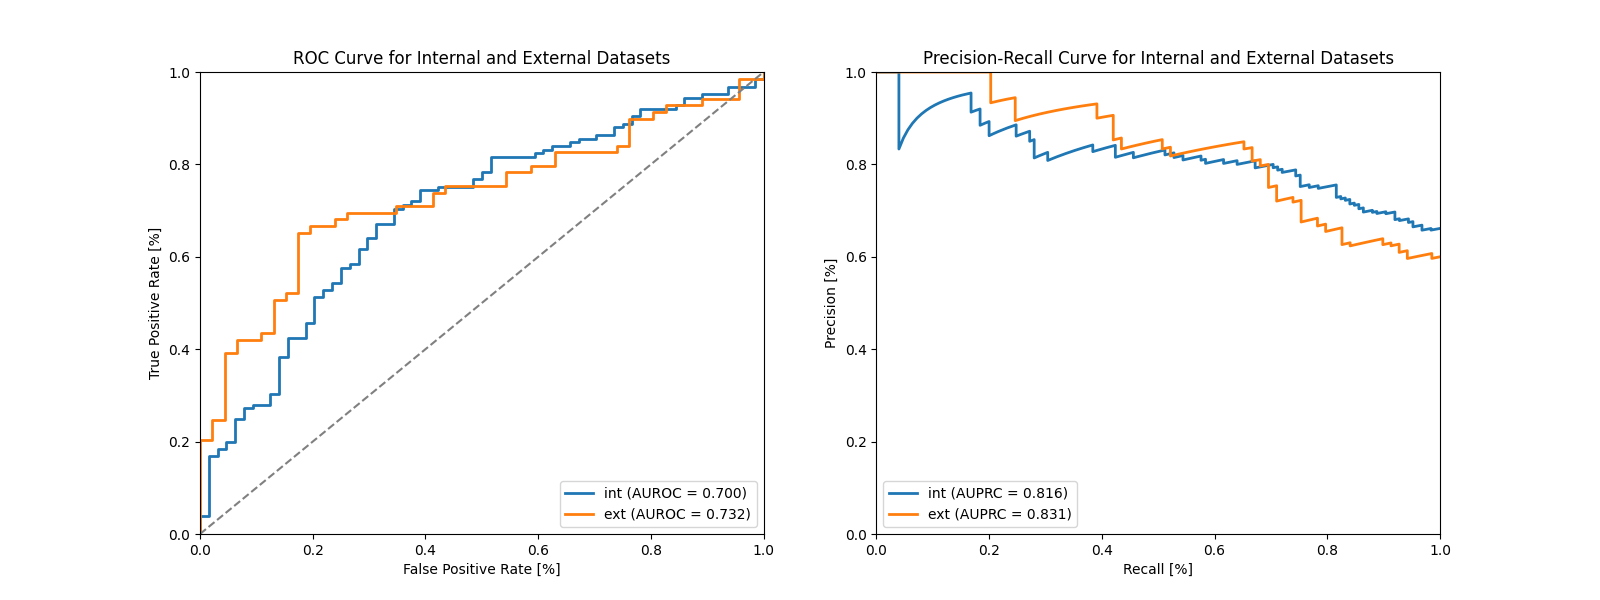 ROC Curve for Internal and External Datasets
True Positive Rate [%]
1.0
0.8
0.6
0.4
0.2
0.0
0.0 0.2 0.4 0.6 0.8 1.0
False Positive Rate [%]
int (AUROC = 0.700)
ext (AUROC = 0.732)
Precision-Recall Curve for Internal and External Datasets
Precision [%]
1.0
0.8
0.6
0.4
0.2
0.0
0.0 0.2 0.4 0.6 0.8 1.0
Recall [%]
int (AUPRC = 0.816)
ext (AUPRC = 0.831)